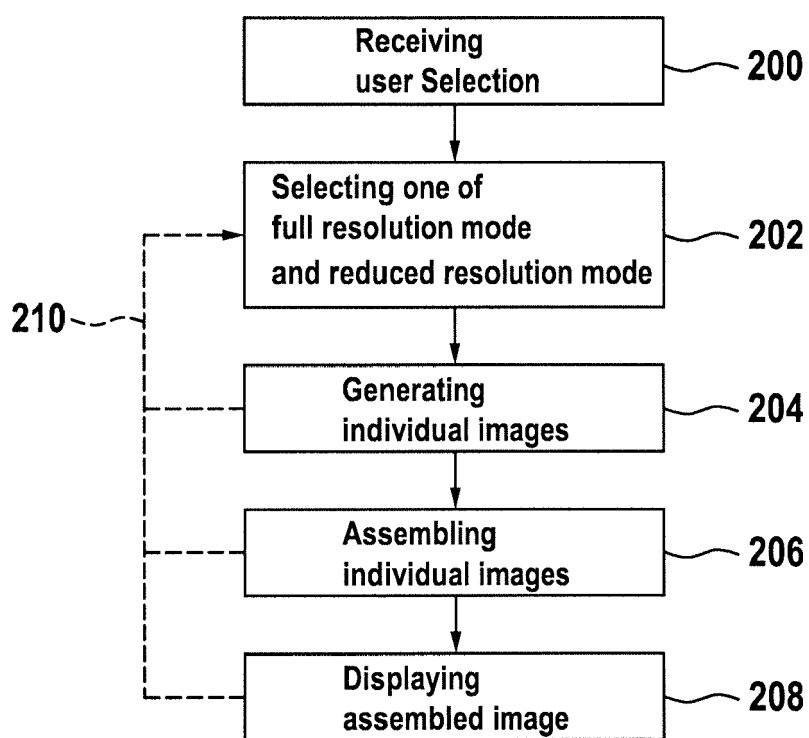 Receiving
user Selection
200
Selecting one of
full resolution mode
and reduced resolution mode
202
210
Generating
individual images
204
Assembling
individual images
206
Displaying
assembled image
208